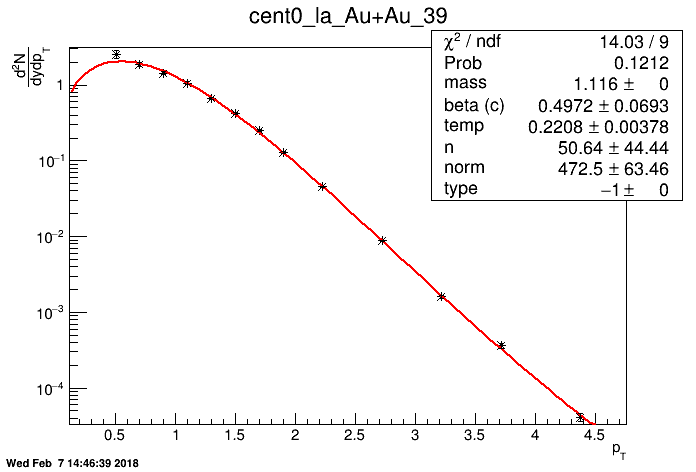 cent0_la_Au+Au_39
χ² / ndf 14.03 / 9
Prob 0.1212
mass 1.116 ± 0
beta (c) 0.4972 ± 0.0693
temp 0.2208 ± 0.00378
n 50.64 ± 44.44
norm 472.5 ± 63.46
type −1 ± 0
d²N
dydp_T
1
10⁻¹
10⁻²
10⁻³
10⁻⁴
0.5 1 1.5 2 2.5 3 3.5 4 4.5
p_T
Wed Feb 7 14:46:39 2018